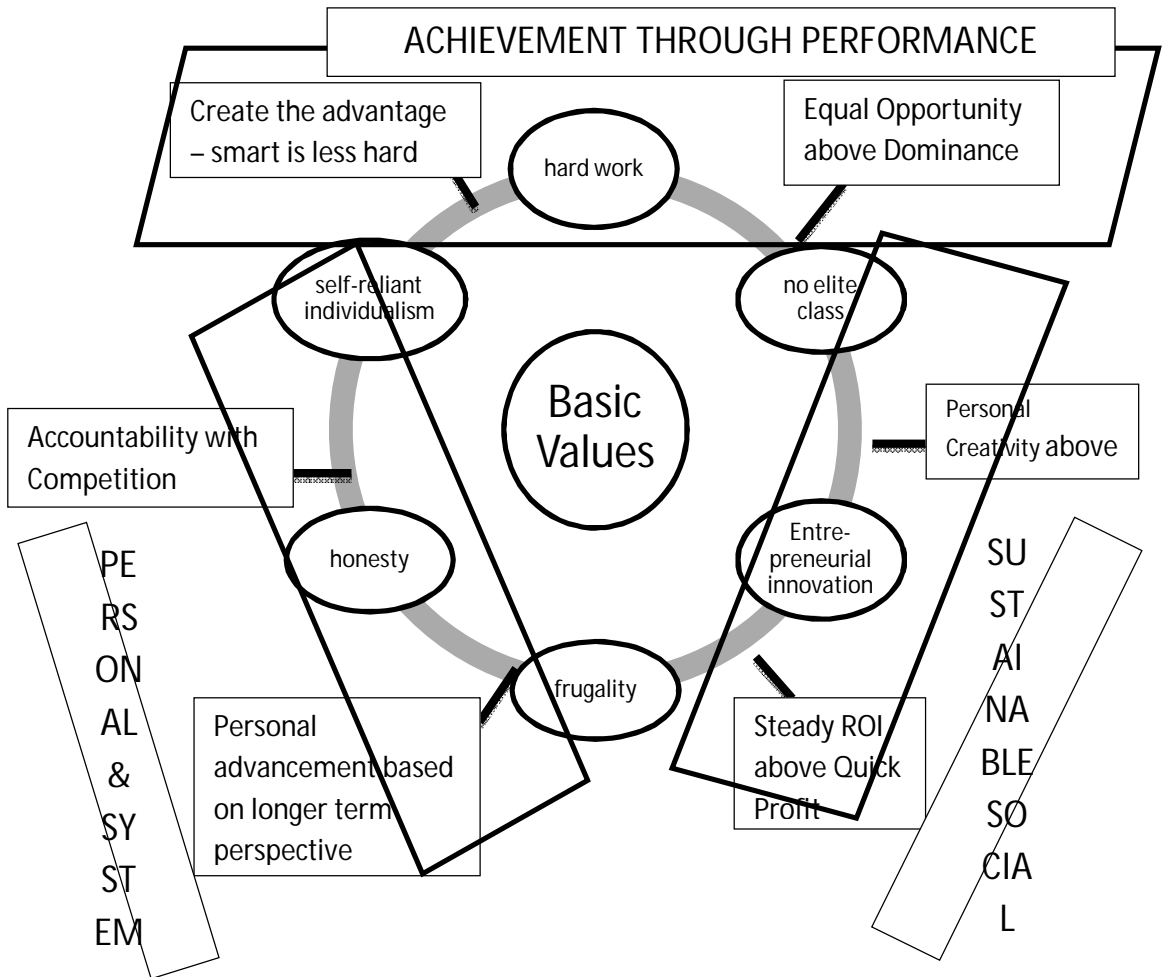 ACHIEVEMENT THROUGH PERFORMANCE
Create the advantage
– smart is less hard
Equal Opportunity
above Dominance
hard work
self-reliant
individualism
no elite
class
Basic
Values
Accountability with
Competition
Personal
Creativity above
honesty
Entre-
preneurial
innovation
frugality
Personal
advancement based
on longer term
perspective
Steady ROI
above Quick
Profit
PE
RS
ON
AL
&
SY
ST
EM
SU
ST
AI
NA
BLE
SO
CIA
L